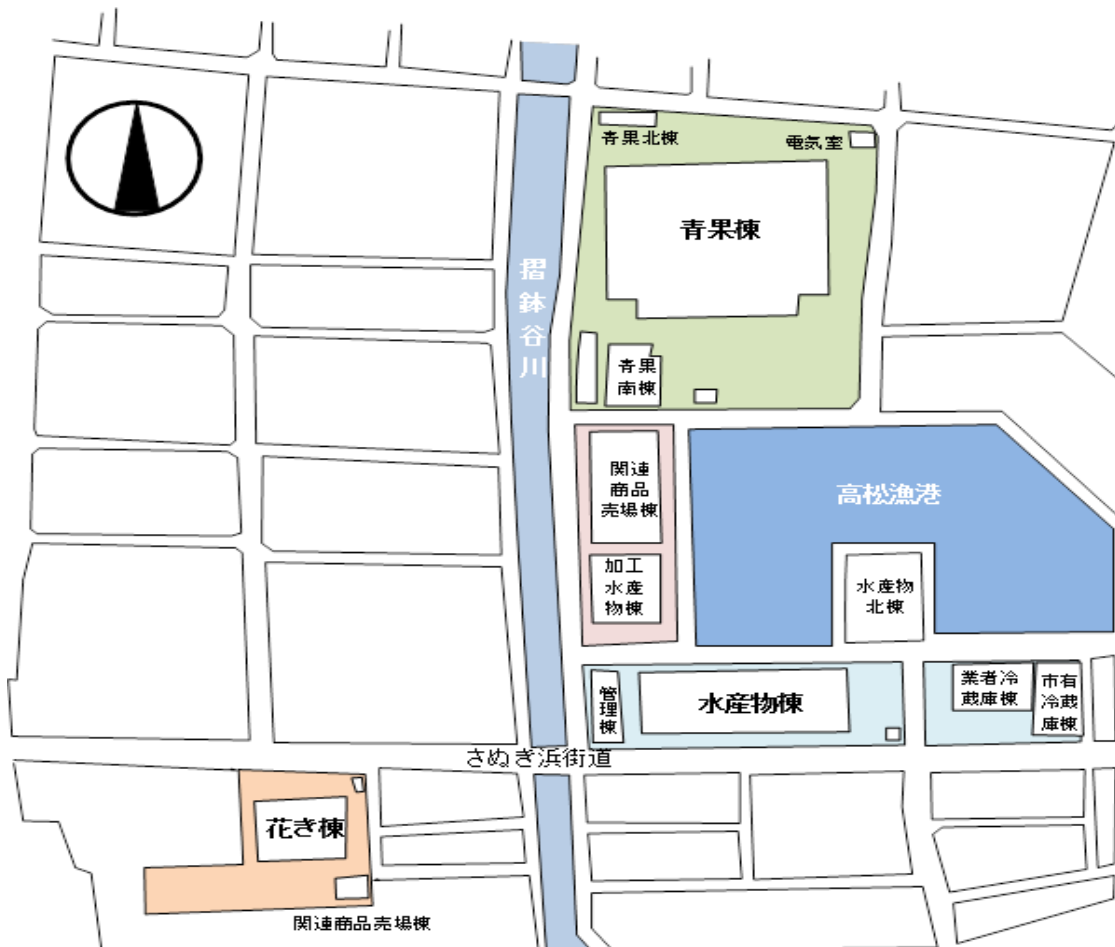 青果北棟
電気室
青果棟
摺鉢谷川
青果
南棟
関連
商品
売場棟
高松漁港
加工
水産
物棟
水産物
北棟
管理棟
水産物棟
業者冷
蔵庫棟
市有
冷蔵
庫棟
さぬき浜街道
花き棟
関連商品売場棟